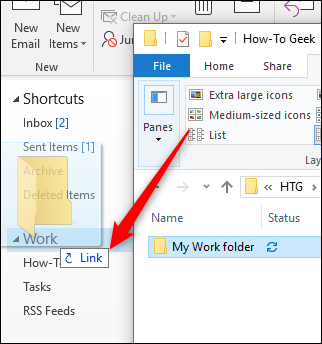 New Email
New Items
Clean Up
Ju
Shortcuts
Inbox [2]
Sent Items [1]
Archive
Deleted Items
Work
How-T
Link
Tasks
RSS Feeds
How-To Geek
File
Home
Share
Panes
Extra large icons
Medium-sized icons
List
Lay
« HTG
Name
Status
My Work folder